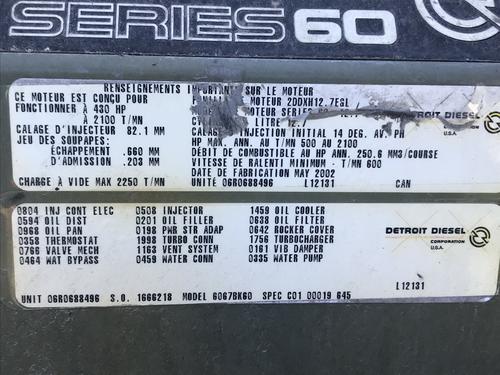 SERIES 60
RENSEIGNEMENTS IMPORTANTS SUR LE MOTEUR
CE MOTEUR EST CONÇU POUR
FONCTIONNER À 430 HP
À 2100 T/MN
CALAGE D'INJECTEUR 82.1 MM
JEU DES SOUPAPES:
ÉCHAPPEMENT .660 MM
D'ADMISSION .203 MM
CHARGE À VIDE MAX 2250 T/MN
MOTEUR 2DDXH12.7EGL
MOTEUR SERIES 60
LITRE 12.7
CALAGE D'INJECTION INITIAL 14 DEG. AV. PH
HP MAX. ANN. AU T/MN 500 AU 2100
DÉBIT DE COMBUSTIBLE AU HP ANN. 250.6 MM3/COURSE
VITESSE DE RALENTI MINIMUM - T/MN 600
DATE DE FABRICATION MAY 2002
UNITÉ 06R0688496 L12131 CAN
DETROIT DIESEL
U.S.A.
0804 INJ CONT ELEC 0508 INJECTOR 1459 OIL COOLER
0594 OIL DIST 0201 OIL FILLER 0638 OIL FILTER
0968 OIL PAN 0198 PWR STR ADAP 0642 ROCKER COVER
0358 THERMOSTAT 1998 TURBO CONN 1756 TURBOCHARGER
0766 VALVE MECH 1163 VENT SYSTEM 0161 VIB DAMPER
0464 WAT BYPASS 0459 WATER CONN 0335 WATER PUMP
DETROIT DIESEL
CORPORATION
U.S.A.
L12131
UNIT 06R0688496 S.O. 1666218 MODEL 6067BK60 SPEC C01 00019 645